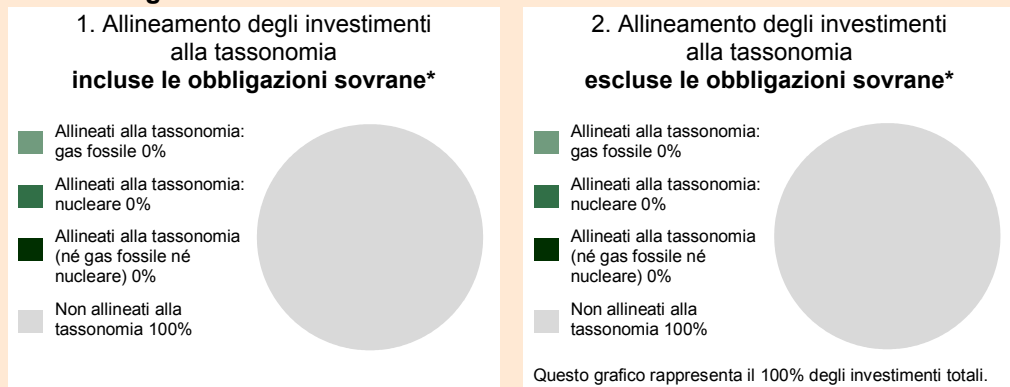 1. Allineamento degli investimenti
alla tassonomia
incluse le obbligazioni sovrane*
Allineati alla tassonomia:
gas fossile 0%
Allineati alla tassonomia:
nucleare 0%
Allineati alla tassonomia
(né gas fossile né
nucleare) 0%
Non allineati alla
tassonomia 100%
2. Allineamento degli investimenti
alla tassonomia
escluse le obbligazioni sovrane*
Allineati alla tassonomia:
gas fossile 0%
Allineati alla tassonomia:
nucleare 0%
Allineati alla tassonomia
(né gas fossile né
nucleare) 0%
Non allineati alla
tassonomia 100%
Questo grafico rappresenta il 100% degli investimenti totali.